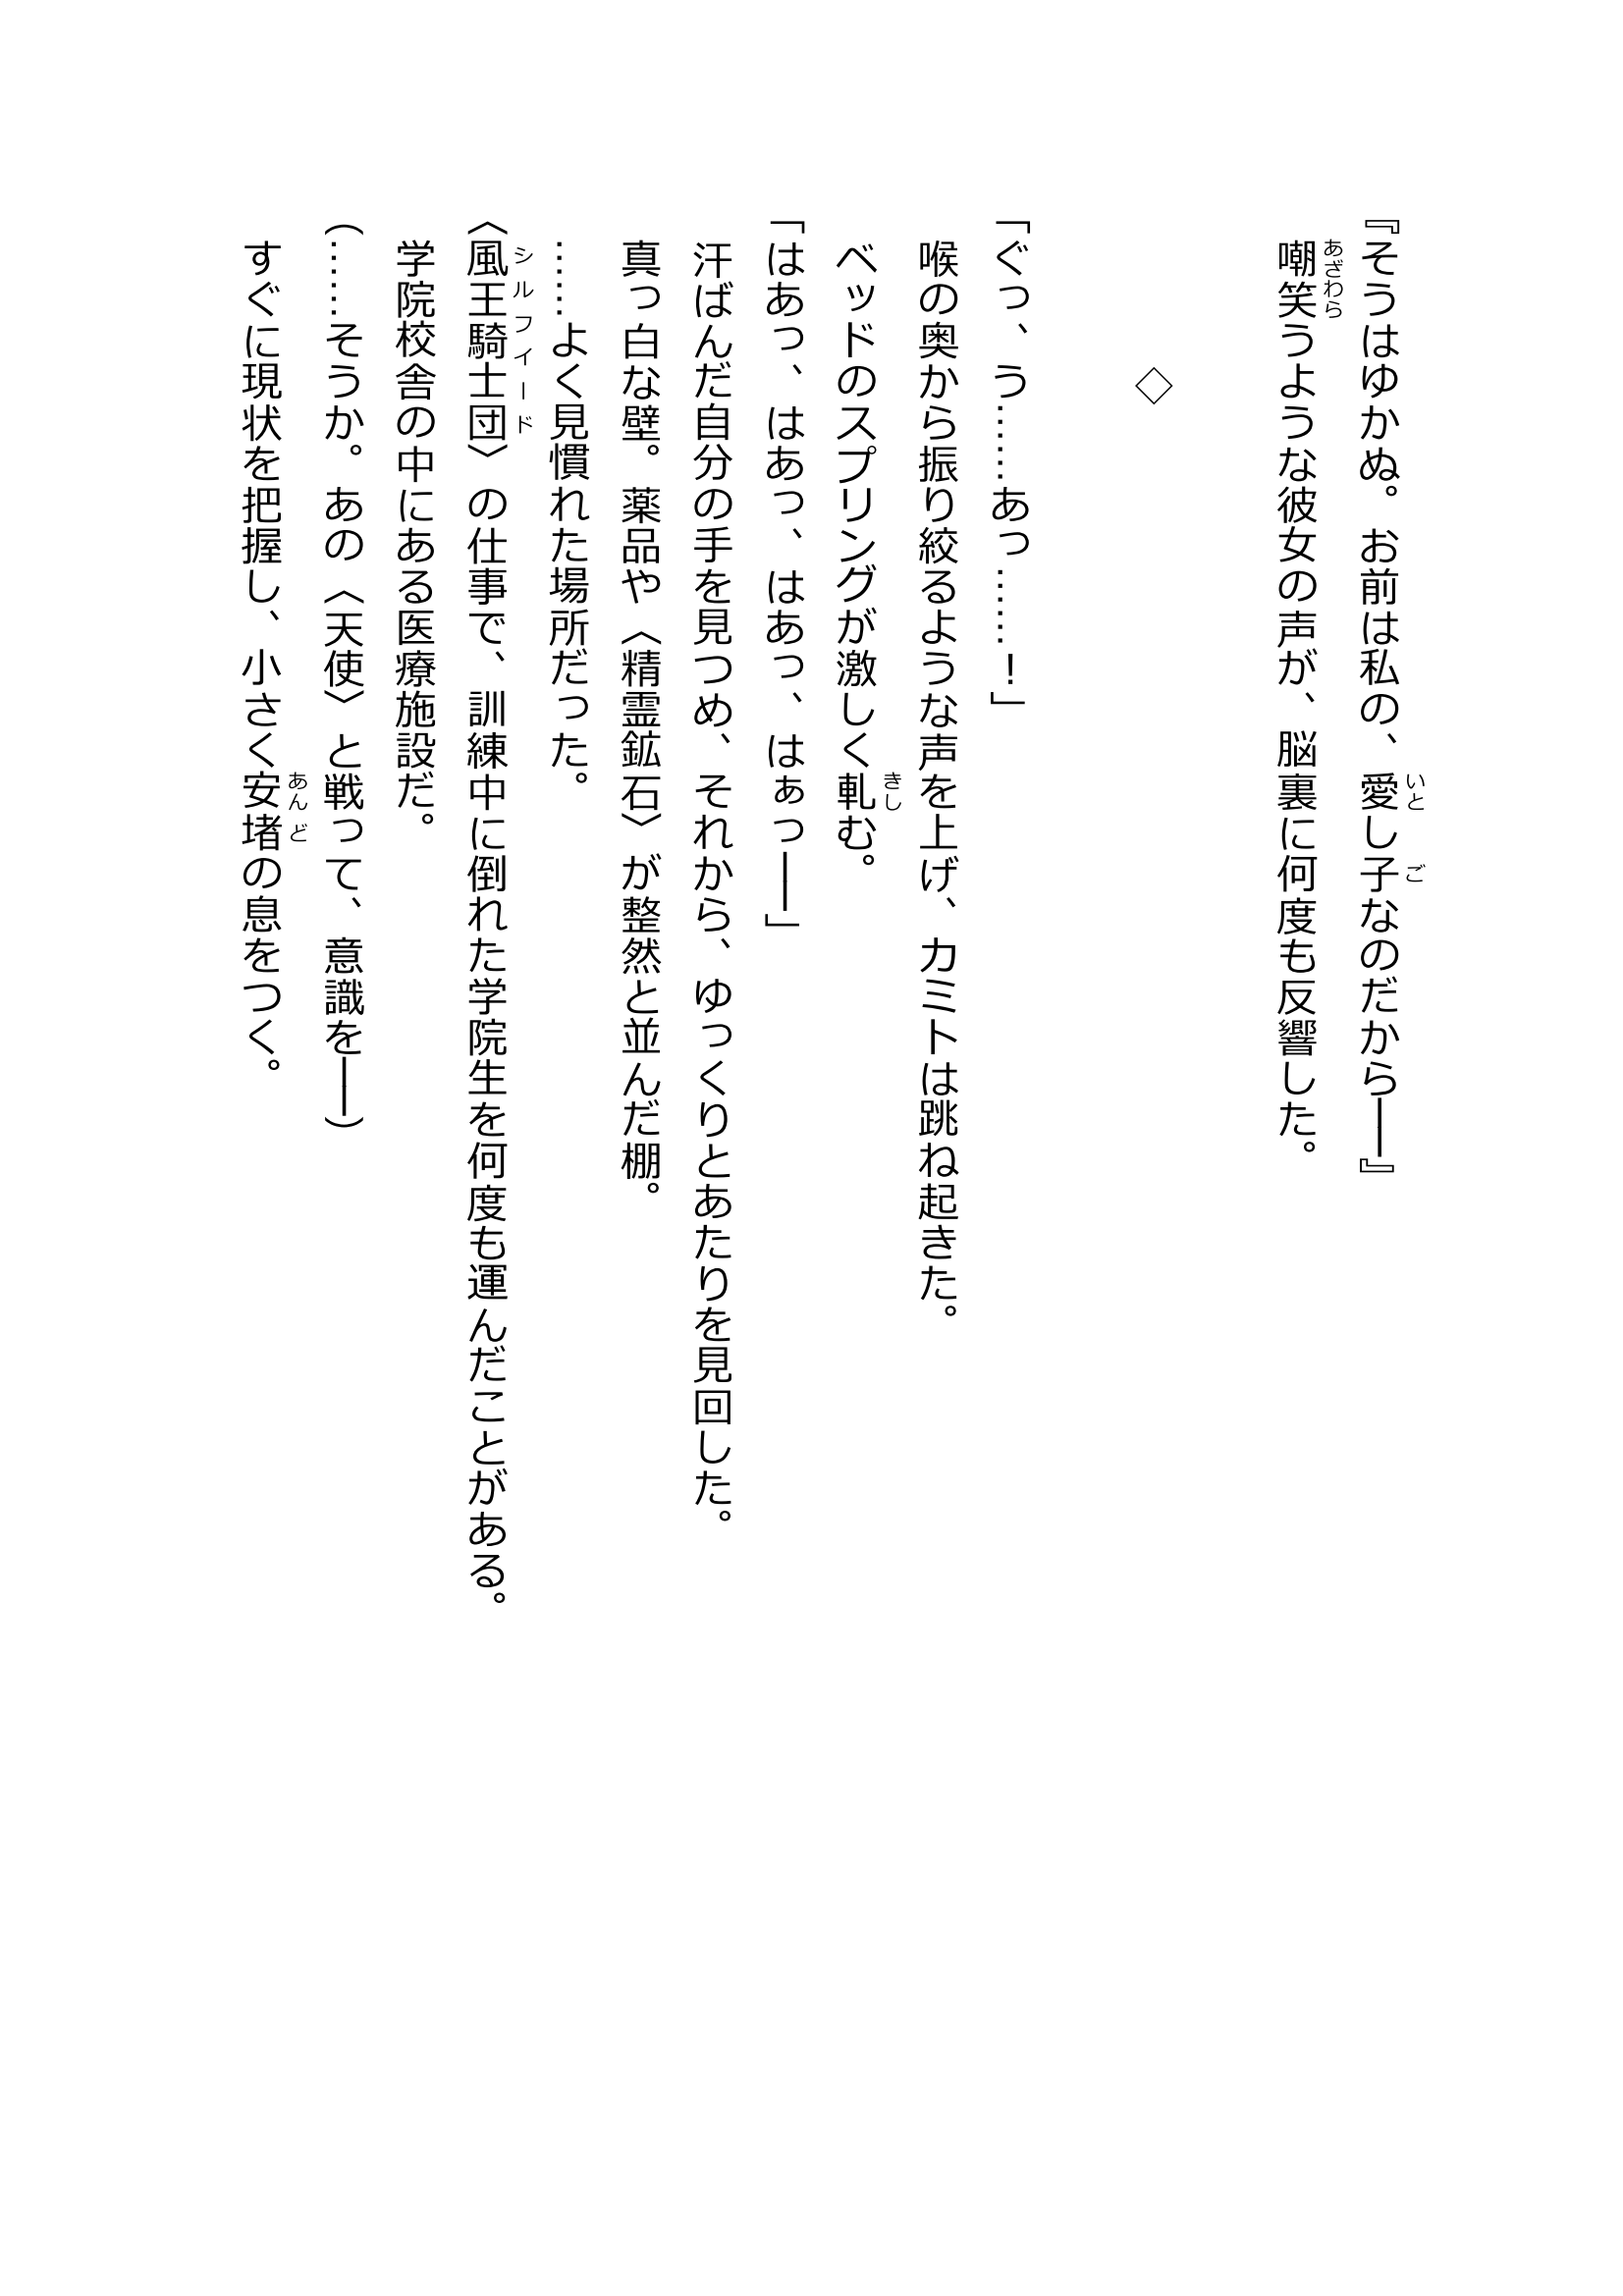 『そうはゆかぬ。お前は私の、愛し子なのだから――』
嘲笑うような彼女の声が、脳裏に何度も反響した。
◇
「ぐっ、う……あっ……！」
喉の奥から振り絞るような声を上げ、カミトは跳ね起きた。
ベッドのスプリングが激しく軋む。
「はあっ、はあっ、はあっ、はぁっ――」
汗ばんだ自分の手を見つめ、それから、ゆっくりとあたりを見回した。
真っ白な壁。薬品や〈精霊鉱石〉が整然と並んだ棚。
……よく見慣れた場所だった。
〈風王騎士団〉の仕事で、訓練中に倒れた学院生を何度も運んだことがある。
学院校舎の中にある医療施設だ。
（……そうか。あの〈天使〉と戦って、意識を――）
すぐに現状を把握し、小さく安堵の息をつく。